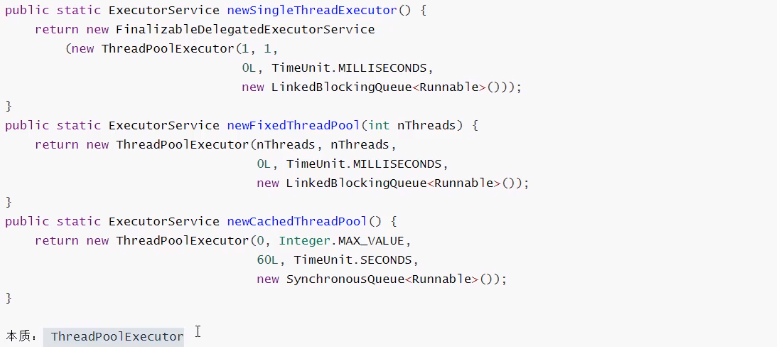 public static ExecutorService newSingleThreadExecutor() {
    return new FinalizableDelegatedExecutorService
        (new ThreadPoolExecutor(1, 1,
                                0L, TimeUnit.MILLISECONDS,
                                new LinkedBlockingQueue<Runnable>()));
}
public static ExecutorService newFixedThreadPool(int nThreads) {
    return new ThreadPoolExecutor(nThreads, nThreads,
                                  0L, TimeUnit.MILLISECONDS,
                                  new LinkedBlockingQueue<Runnable>());
}
public static ExecutorService newCachedThreadPool() {
    return new ThreadPoolExecutor(0, Integer.MAX_VALUE,
                                  60L, TimeUnit.SECONDS,
                                  new SynchronousQueue<Runnable>());
}
本质： ThreadPoolExecutor